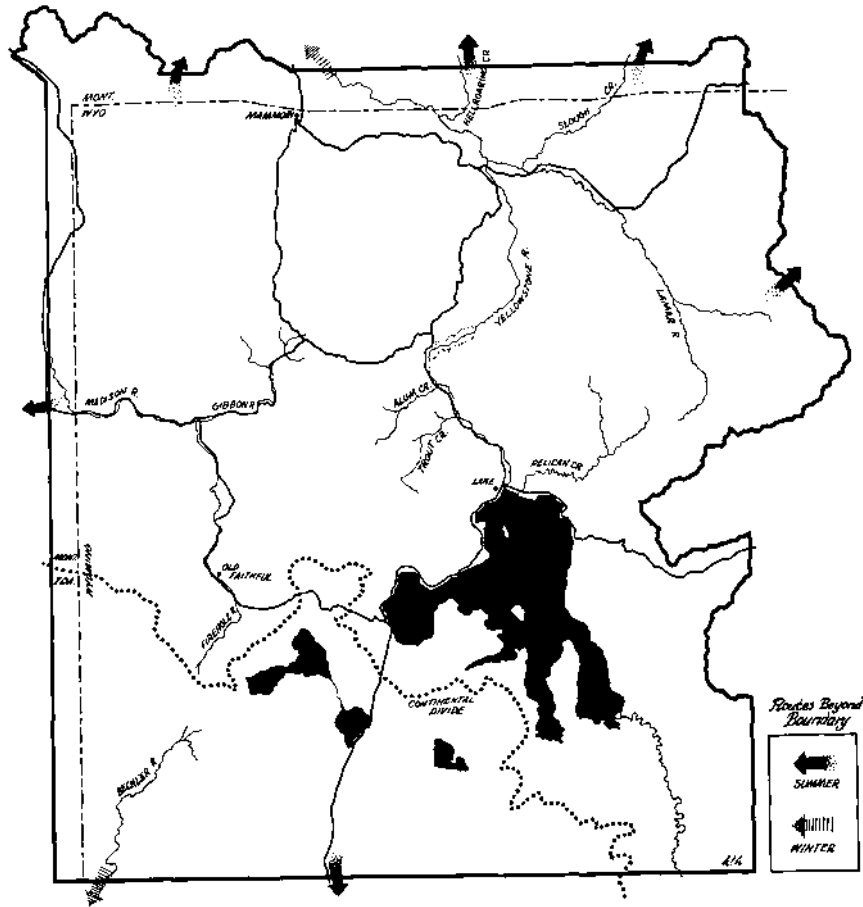 MONT.
WYO
MAMMOTH
HELLROARING CR
SLOUGH
CR.
YELLOWSTONE R.
LAMAR R
MADISON R.
GIBBON R
ALUM CR.
TROUT CR.
PELICAN CR
LAKE
MONT.
IDA.
WYOMING
OLD
FAITHFUL
FIREHOLE R.
CONTINENTAL
DIVIDE
BECHLER R.
Routes Beyond
Boundary
SUMMER
WINTER